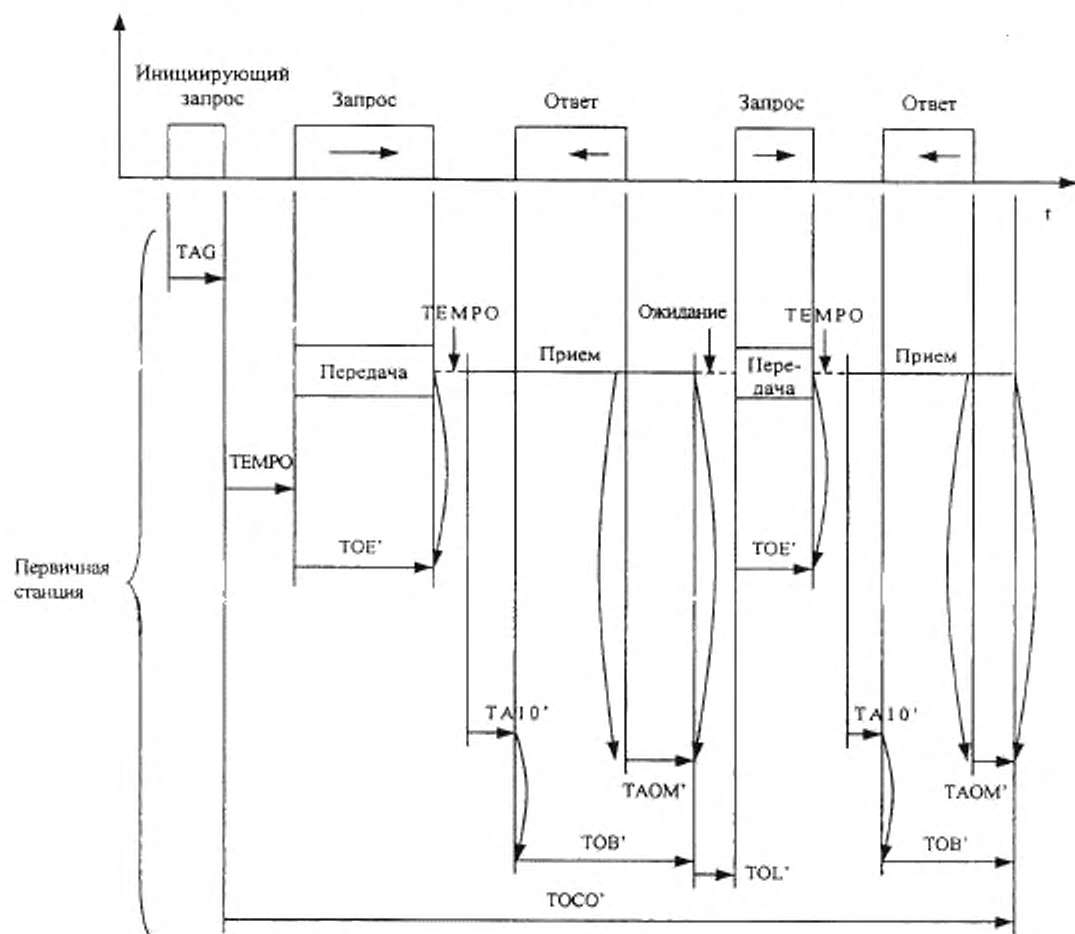 Инициирующий
запрос
Запрос
Ответ
Запрос
Ответ
t
TAG
TEMPO
Ожидание
TEMPO
Передача
Прием
Пере-
дача
Прием
TEMPO
TOE’
TOE’
Первичная
станция
TA10’
TA10’
TAOM’
TAOM’
TOB’
TOB’
TOL’
TOCO’